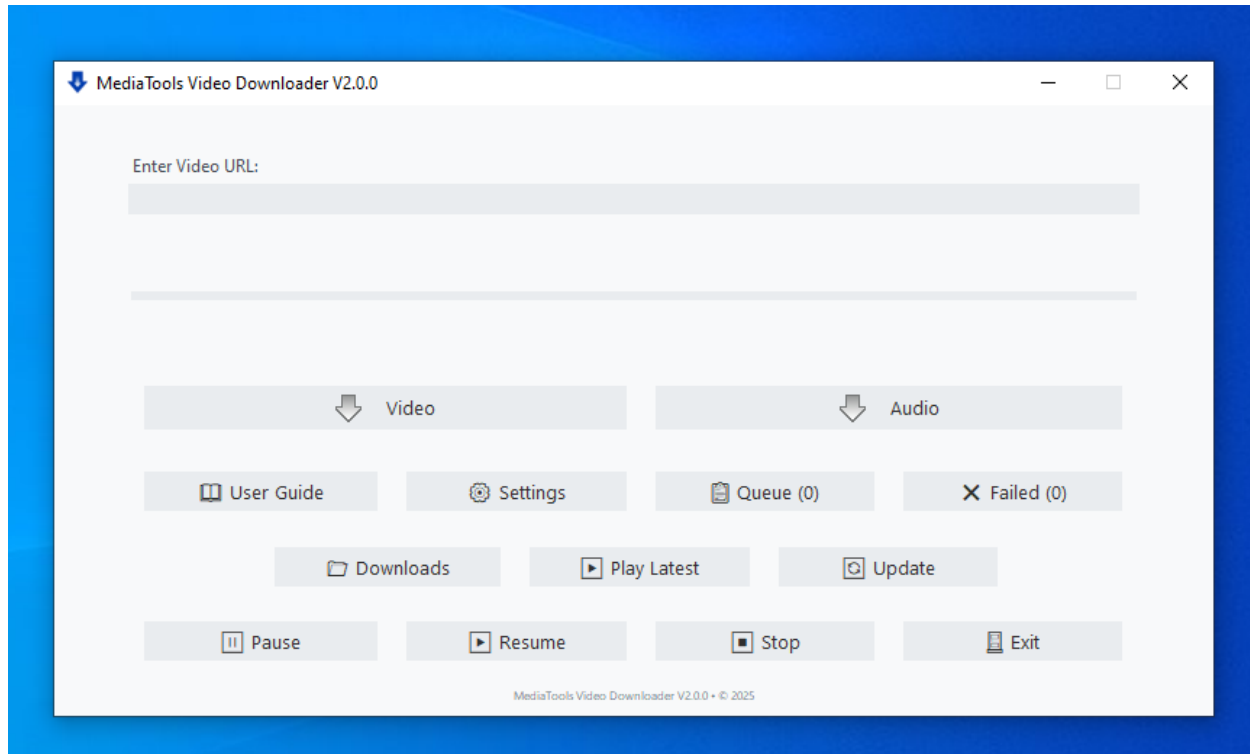 MediaTools Video Downloader V2.0.0
Enter Video URL:
Video Audio
User Guide Settings Queue (0) Failed (0)
Downloads Play Latest Update
Pause Resume Stop Exit
MediaTools Video Downloader V2.0.0 • © 2025